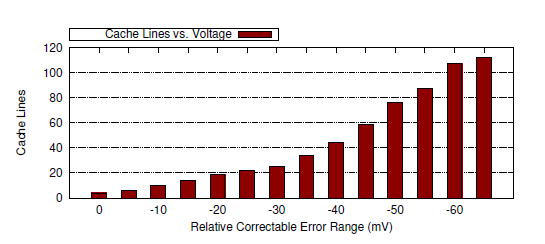 Cache Lines vs. Voltage
120
100
80
60
40
20
0
Cache Lines
0 -10 -20 -30 -40 -50 -60
Relative Correctable Error Range (mV)